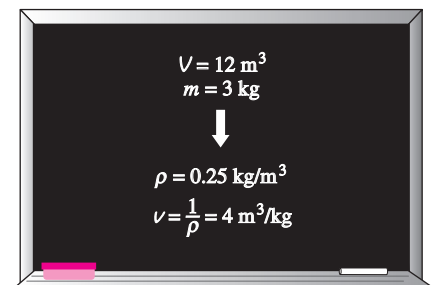 V = 12 m³
m = 3 kg
ρ = 0.25 kg/m³
v = 1/ρ = 4 m³/kg